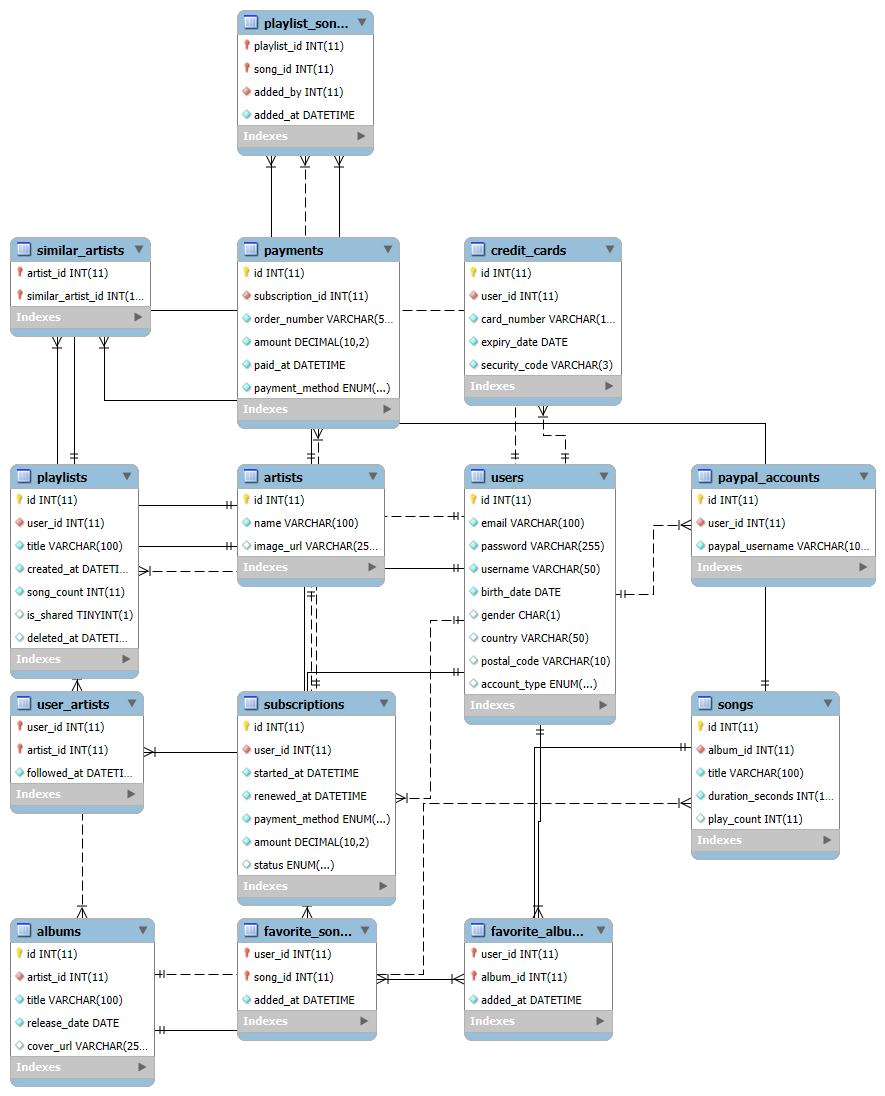 playlist_son...
playlist_id INT(11)
song_id INT(11)
added_by INT(11)
added_at DATETIME
Indexes
similar_artists
artist_id INT(11)
similar_artist_id INT(1...
Indexes
payments
id INT(11)
subscription_id INT(11)
order_number VARCHAR(5...
amount DECIMAL(10,2)
paid_at DATETIME
payment_method ENUM(...)
Indexes
credit_cards
id INT(11)
user_id INT(11)
card_number VARCHAR(1...
expiry_date DATE
security_code VARCHAR(3)
Indexes
playlists
id INT(11)
user_id INT(11)
title VARCHAR(100)
created_at DATETI...
song_count INT(11)
is_shared TINYINT(1)
deleted_at DATETI...
Indexes
artists
id INT(11)
name VARCHAR(100)
image_url VARCHAR(25...
Indexes
users
id INT(11)
email VARCHAR(100)
password VARCHAR(255)
username VARCHAR(50)
birth_date DATE
gender CHAR(1)
country VARCHAR(50)
postal_code VARCHAR(10)
account_type ENUM(...)
Indexes
paypal_accounts
id INT(11)
user_id INT(11)
paypal_username VARCHAR(10...
Indexes
user_artists
user_id INT(11)
artist_id INT(11)
followed_at DATETI...
Indexes
subscriptions
id INT(11)
user_id INT(11)
started_at DATETIME
renewed_at DATETIME
payment_method ENUM(...)
amount DECIMAL(10,2)
status ENUM(...)
Indexes
songs
id INT(11)
album_id INT(11)
title VARCHAR(100)
duration_seconds INT(1...
play_count INT(11)
Indexes
albums
id INT(11)
artist_id INT(11)
title VARCHAR(100)
release_date DATE
cover_url VARCHAR(25...
Indexes
favorite_son...
user_id INT(11)
song_id INT(11)
added_at DATETIME
Indexes
favorite_albu...
user_id INT(11)
album_id INT(11)
added_at DATETIME
Indexes